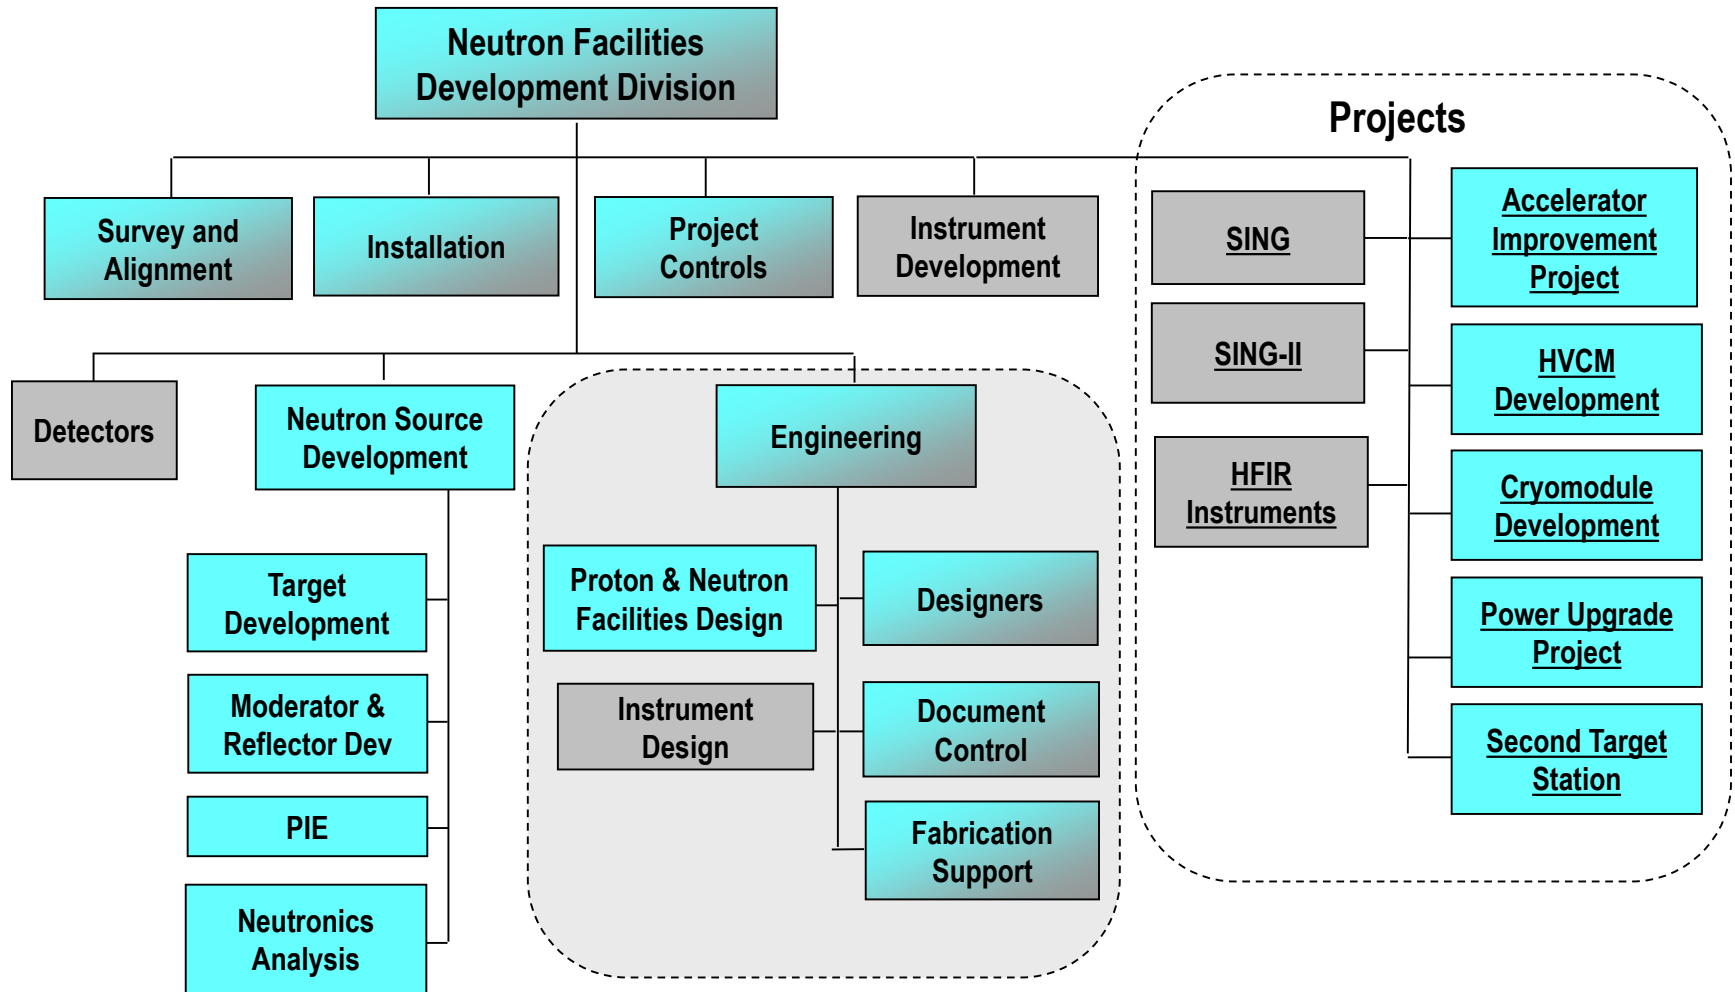 Neutron Facilities
Development Division
Projects
Survey and
Alignment
Installation
Project
Controls
Instrument
Development
SING
Accelerator
Improvement
Project
SING-II
HVCM
Development
Detectors
Neutron Source
Development
Engineering
HFIR
Instruments
Cryomodule
Development
Target
Development
Proton & Neutron
Facilities Design
Designers
Power Upgrade
Project
Moderator &
Reflector Dev
Instrument
Design
Document
Control
Second Target
Station
PIE
Fabrication
Support
Neutronics
Analysis